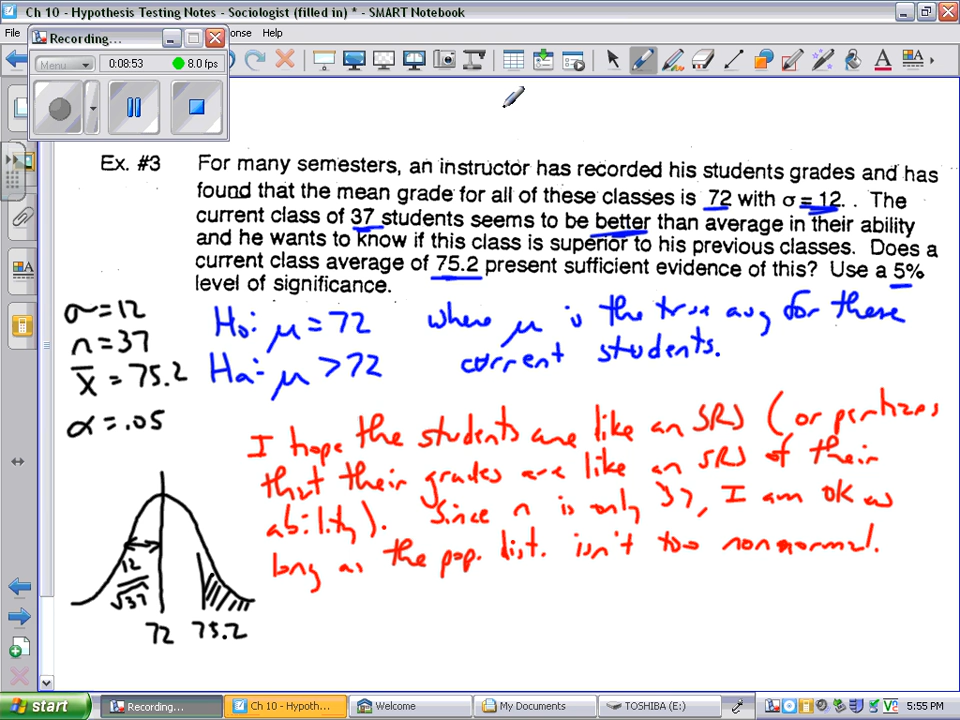 Ch 10 - Hypothesis Testing Notes - Sociologist (filled in) * - SMART Notebook
File
onse Help
Recording...
Menu
0:08:53
8.0 fps
Ex. #3 For many semesters, an instructor has recorded his students grades and has
found that the mean grade for all of these classes is 72 with σ = 12. . The
current class of 37 students seems to be better than average in their ability
and he wants to know if this class is superior to his previous classes. Does a
current class average of 75.2 present sufficient evidence of this? Use a 5%
level of significance.
σ = 12
n = 37
x̅ = 75.2
α = .05
Ho: μ = 72 where μ is the true avg for these
Ha: μ > 72 current students.
I hope the students are like an SRS (or perhaps
that their grades are like an SRS of their
ability). Since n is only 37, I am ok as
long as the pop. dist. isn't too nonnormal.
12
√37
72 75.2
start
Recording...
Ch 10 - Hypoth...
Welcome
My Documents
TOSHIBA (E:)
5:55 PM